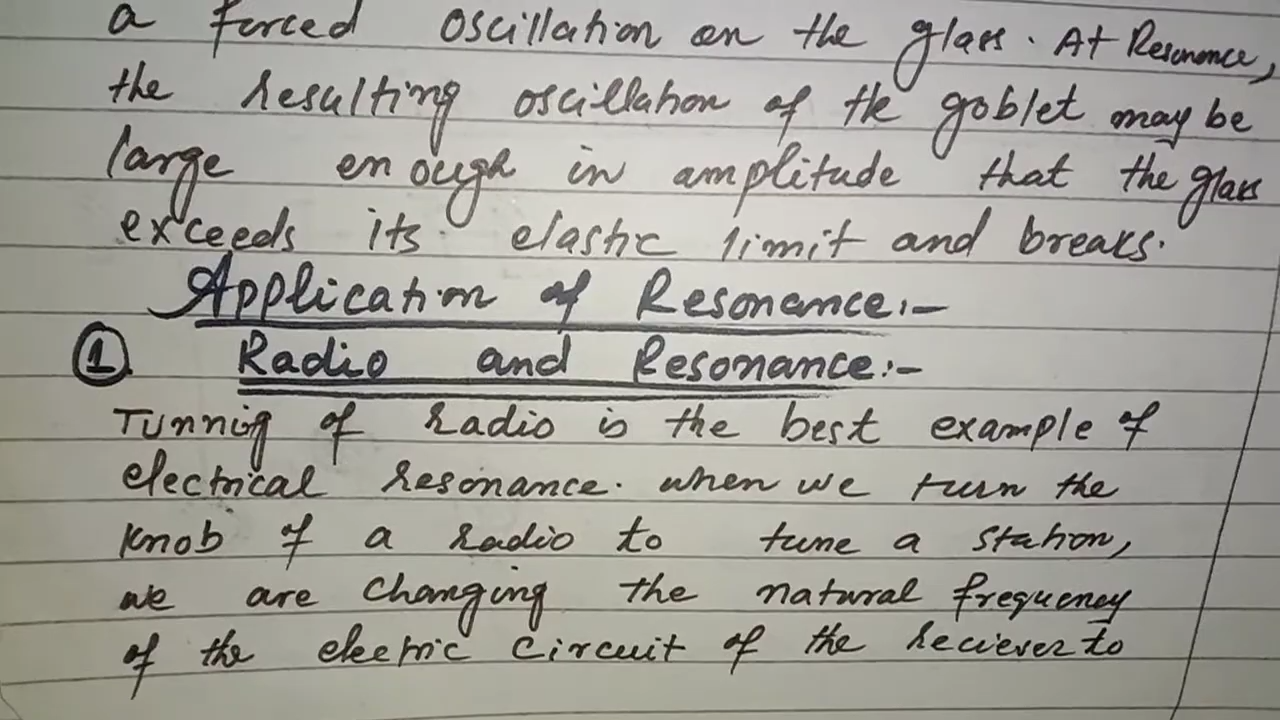 a forced oscillation on the glass. At Resonance,
the resulting oscillation of the goblet may be
large enough in amplitude that the glass
exceeds its elastic limit and breaks.
Application of Resonance:-
① Radio and Resonance:-
Tunning of radio is the best example of
electrical resonance. when we turn the
knob of a radio to tune a station,
we are changing the natural frequency
of the electric circuit of the reciever to